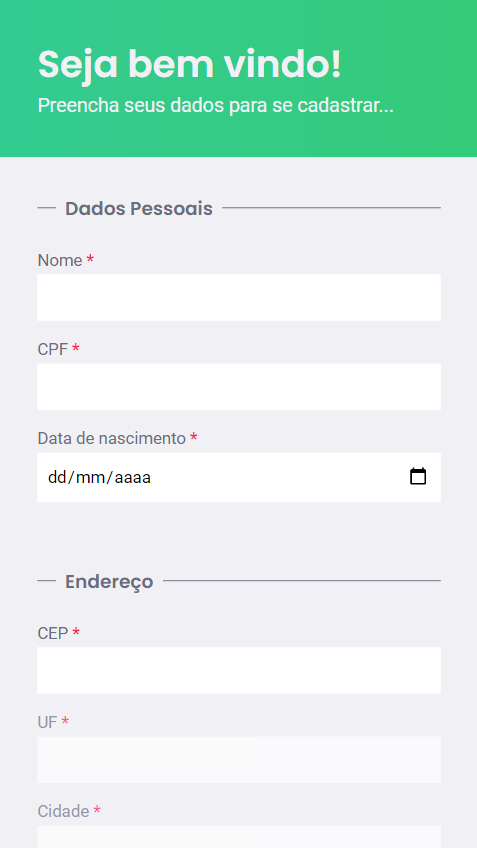 Seja bem vindo!
Preencha seus dados para se cadastrar...
Dados Pessoais
Nome *
CPF *
Data de nascimento *
dd/mm/aaaa
Endereço
CEP *
UF *
Cidade *